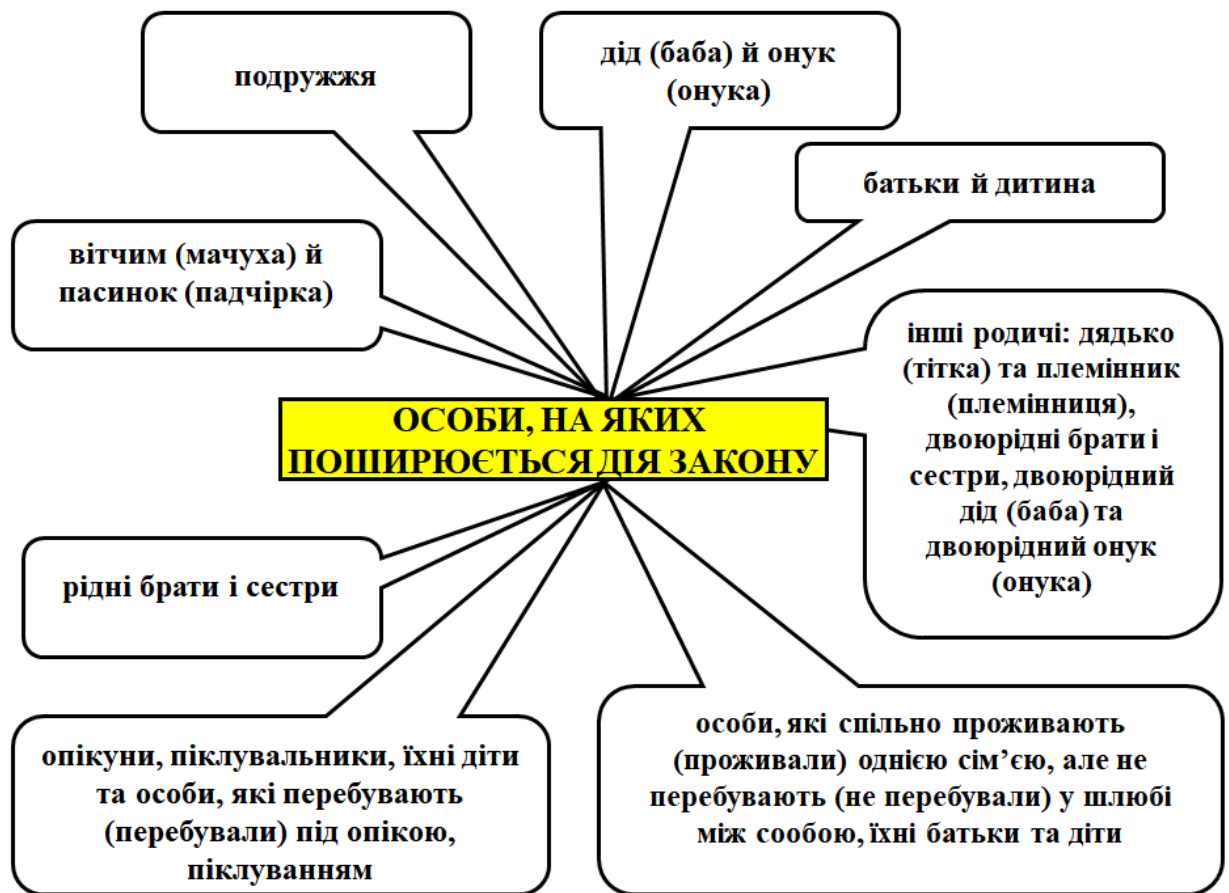 подружжя
дід (баба) й онук
(онука)
батьки й дитина
вітчим (мачуха) й
пасинок (падчірка)
інші родичі: дядько
(тітка) та племінник
(племінниця),
двоюрідні брати і
сестри, двоюрідний
дід (баба) та
двоюрідний онук
(онука)
ОСОБИ, НА ЯКИХ
ПОШИРЮЄТЬСЯ ДІЯ ЗАКОНУ
рідні брати і сестри
опікуни, піклувальники, їхні діти
та особи, які перебувають
(перебували) під опікою,
піклуванням
особи, які спільно проживають
(проживали) однією сім’єю, але не
перебувають (не перебували) у шлюбі
між сообою, їхні батьки та діти